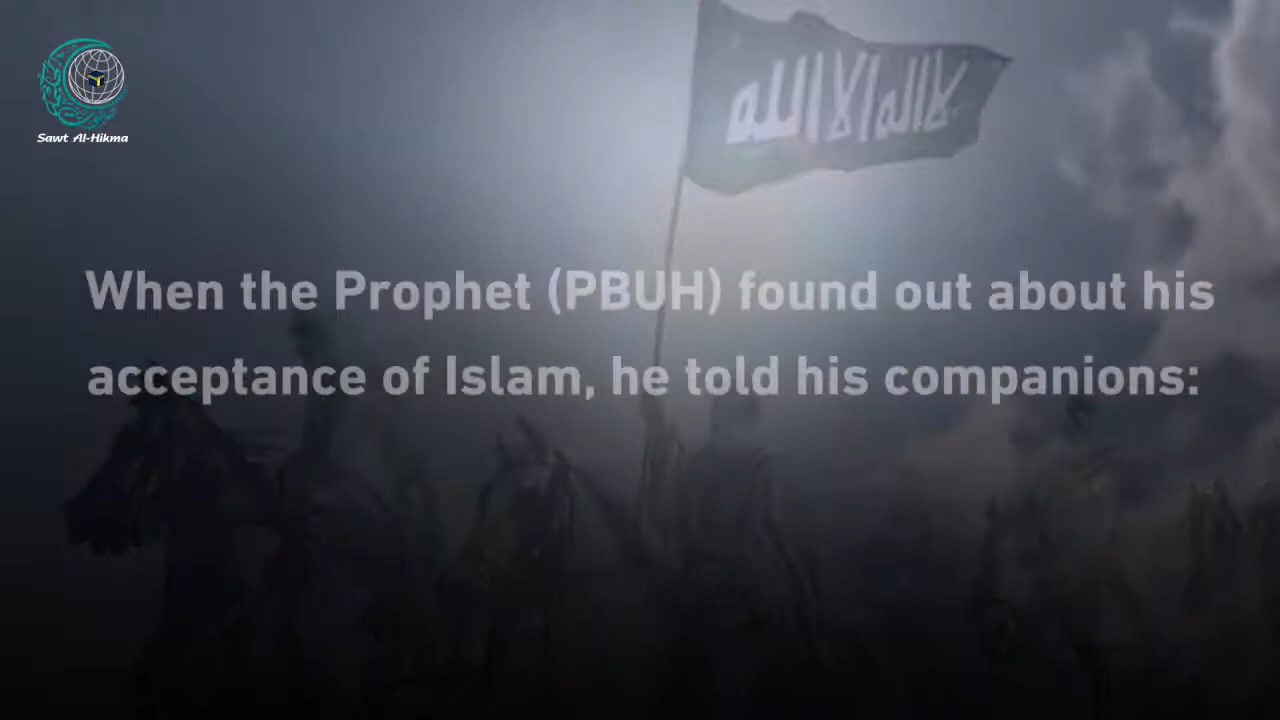 لا اله الا الله
Sawt Al-Hikma
When the Prophet (PBUH) found out about his
acceptance of Islam, he told his companions: